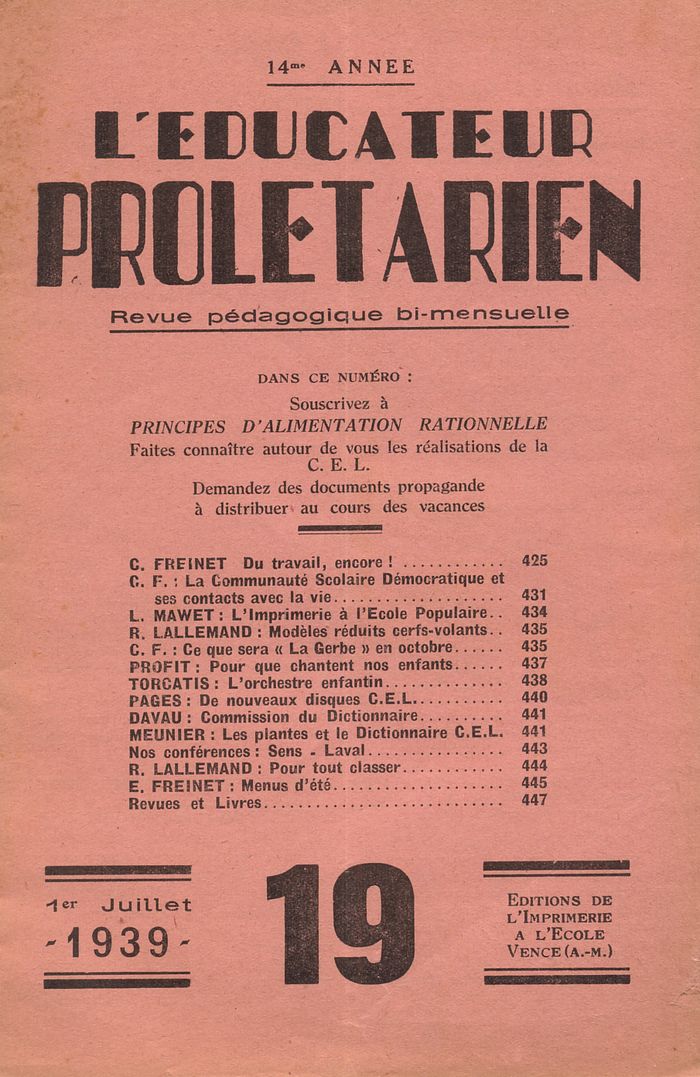 14me ANNEE
L'EDUCATEUR
PROLETARIEN
Revue pédagogique bi-mensuelle
DANS CE NUMÉRO :
Souscrivez à
PRINCIPES D'ALIMENTATION RATIONNELLE
Faites connaître autour de vous les réalisations de la
C. E. L.
Demandez des documents propagande
à distribuer au cours des vacances
C. FREINET Du travail, encore ! ............ 425
C. F. : La Communauté Scolaire Démocratique et
ses contacts avec la vie..................... 431
L. MAWET : L'Imprimerie à l'Ecole Populaire.. 434
R. LALLEMAND : Modèles réduits cerfs-volants.. 435
C. F. : Ce que sera « La Gerbe » en octobre...... 435
PROFIT : Pour que chantent nos enfants...... 437
TORCATIS : L'orchestre enfantin............. 438
PAGES : De nouveaux disques C.E.L........... 440
DAVAU : Commission du Dictionnaire.......... 441
MEUNIER : Les plantes et le Dictionnaire C.E.L. 441
Nos conférences : Sens - Laval................ 443
R. LALLEMAND : Pour tout classer............ 444
E. FREINET : Menus d'été..................... 445
Revues et Livres............................ 447
1er Juillet
- 1939 -
19
EDITIONS DE
L'IMPRIMERIE
A L'ECOLE
VENCE (A.-M.)